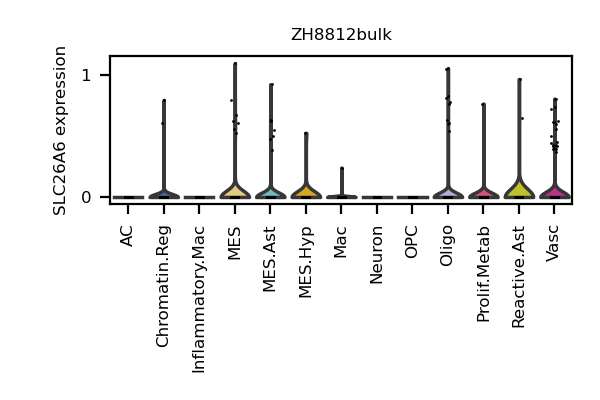 ZH8812bulk
SLC26A6 expression
1
0
AC
Chromatin.Reg
Inflammatory.Mac
MES
MES.Ast
MES.Hyp
Mac
Neuron
OPC
Oligo
Prolif.Metab
Reactive.Ast
Vasc